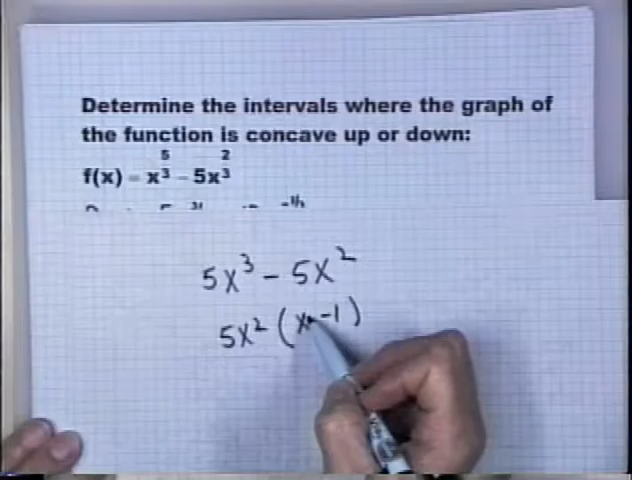 Determine the intervals where the graph of
the function is concave up or down:
f(x) = x^{5/3} - 5x^{2/3}
5x³ - 5x²
5x² (x - 1)